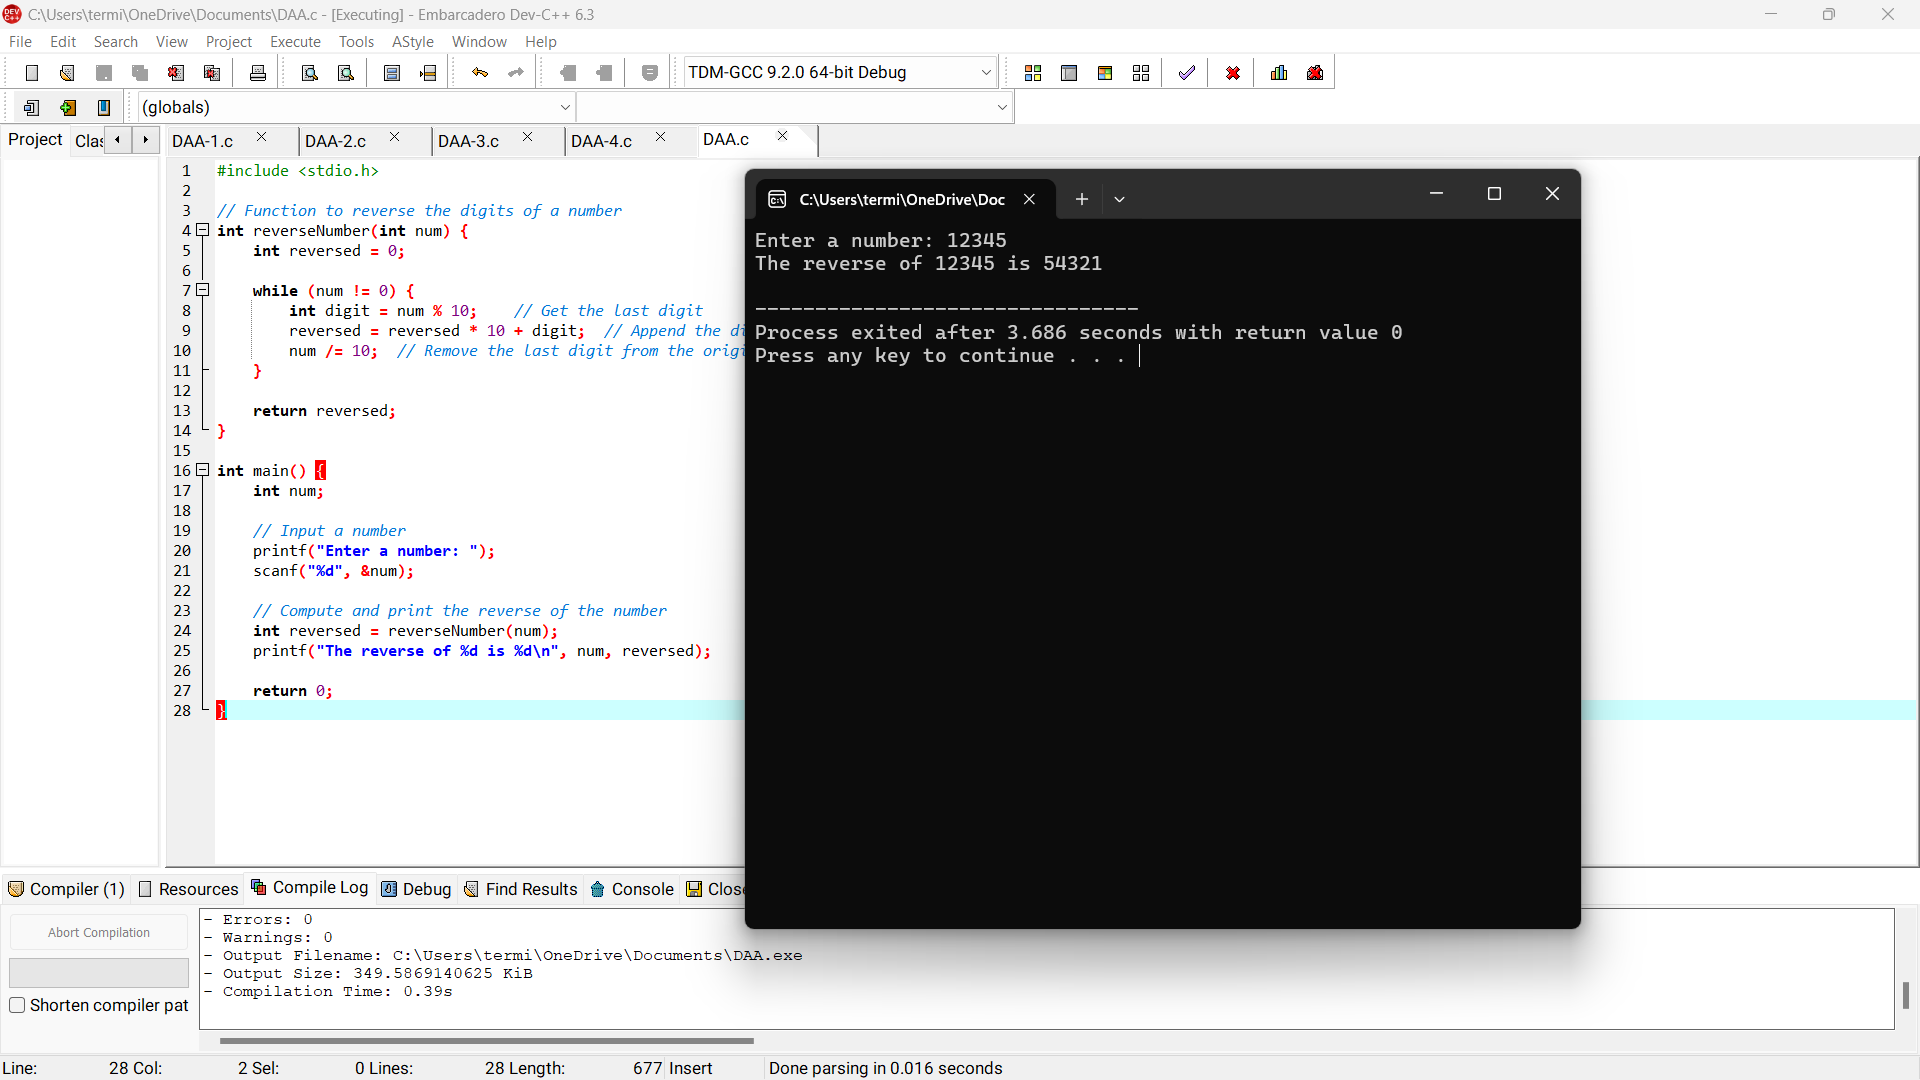 C:\Users\termi\OneDrive\Documents\DAA.c - [Executing] - Embarcadero Dev-C++ 6.3
File Edit Search View Project Execute Tools AStyle Window Help
TDM-GCC 9.2.0 64-bit Debug
(globals)
Project Clas DAA-1.c DAA-2.c DAA-3.c DAA-4.c DAA.c
1 #include <stdio.h>
2
3 // Function to reverse the digits of a number
4 int reverseNumber(int num) {
5 int reversed = 0;
6
7 while (num != 0) {
8 int digit = num % 10; // Get the last digit
9 reversed = reversed * 10 + digit; // Append the di
10 num /= 10; // Remove the last digit from the origi
11 }
12
13 return reversed;
14 }
15
16 int main() {
17 int num;
18
19 // Input a number
20 printf("Enter a number: ");
21 scanf("%d", &num);
22
23 // Compute and print the reverse of the number
24 int reversed = reverseNumber(num);
25 printf("The reverse of %d is %d\n", num, reversed);
26
27 return 0;
28 }
C:\Users\termi\OneDrive\Doc
Enter a number: 12345
The reverse of 12345 is 54321
--------------------------------
Process exited after 3.686 seconds with return value 0
Press any key to continue . . .
Compiler (1) Resources Compile Log Debug Find Results Console Close
Abort Compilation
Shorten compiler pat
- Errors: 0
- Warnings: 0
- Output Filename: C:\Users\termi\OneDrive\Documents\DAA.exe
- Output Size: 349.5869140625 KiB
- Compilation Time: 0.39s
Line: 28 Col: 2 Sel: 0 Lines: 28 Length: 677 Insert Done parsing in 0.016 seconds